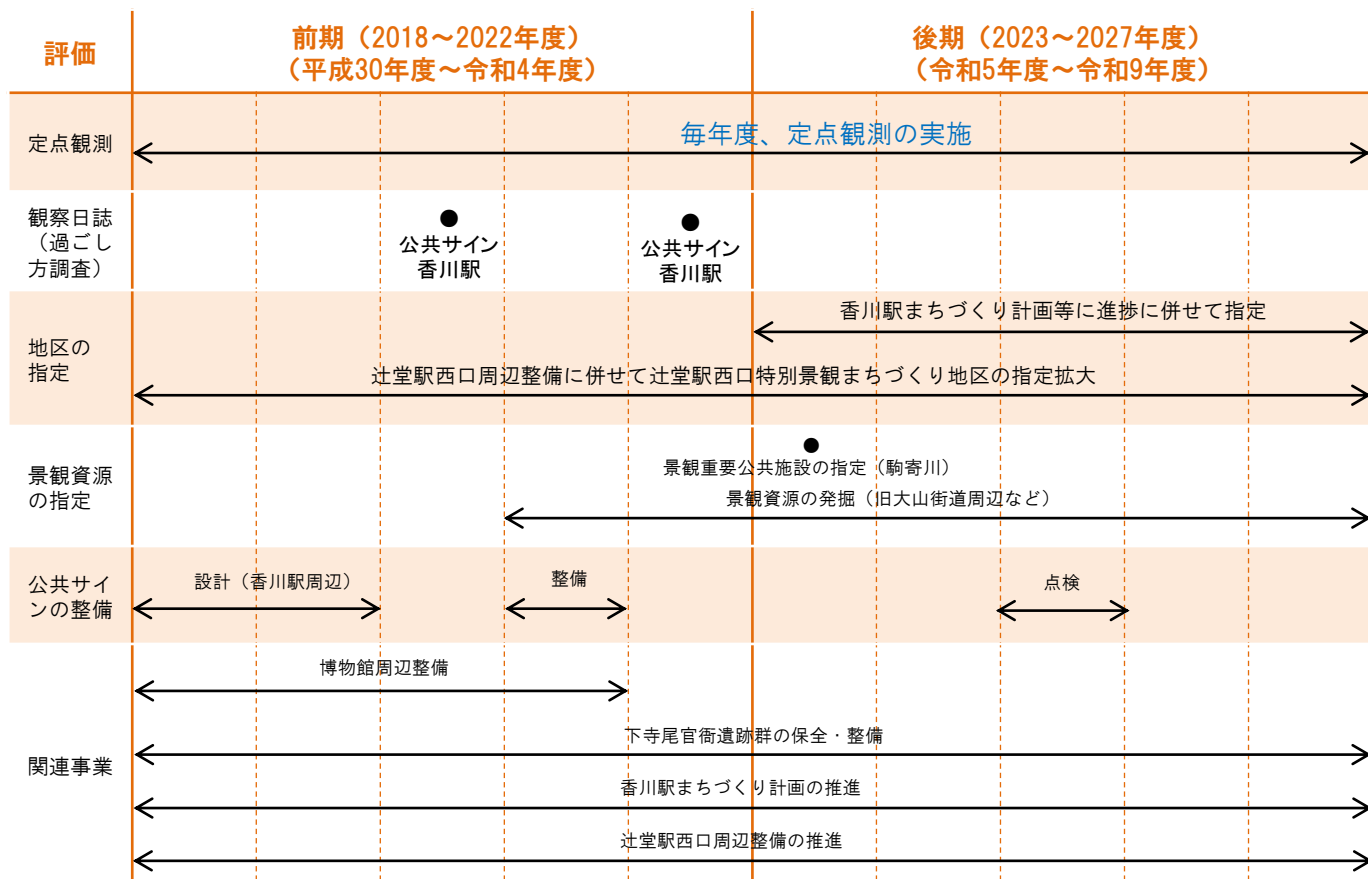 評価
前期（2018～2022年度）
（平成30年度～令和4年度）
後期（2023～2027年度）
（令和5年度～令和9年度）
定点観測
毎年度、定点観測の実施
観察日誌
（過ごし
方調査）
公共サイン
香川駅
公共サイン
香川駅
地区の
指定
香川駅まちづくり計画等に進捗に併せて指定
辻堂駅西口周辺整備に併せて辻堂駅西口特別景観まちづくり地区の指定拡大
景観資源
の指定
景観重要公共施設の指定（駒寄川）
景観資源の発掘（旧大山街道周辺など）
公共サイ
ンの整備
設計（香川駅周辺）
整備
点検
関連事業
博物館周辺整備
下寺尾官衙遺跡群の保全・整備
香川駅まちづくり計画の推進
辻堂駅西口周辺整備の推進